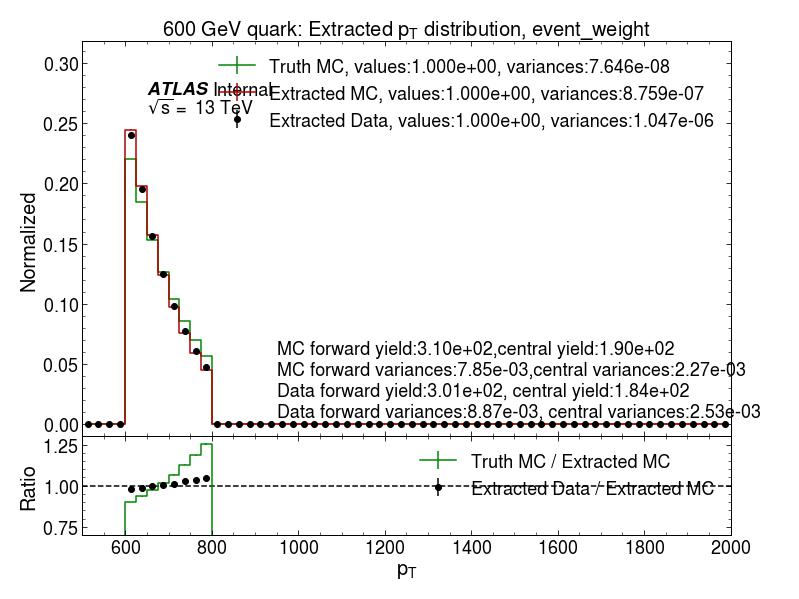 600 GeV quark: Extracted pT distribution, event_weight
Truth MC, values:1.000e+00, variances:7.646e-08
ATLAS Internal
Extracted MC, values:1.000e+00, variances:8.759e-07
√s = 13 TeV
Extracted Data, values:1.000e+00, variances:1.047e-06
Normalized
0.30
0.25
0.20
0.15
0.10
0.05
0.00
MC forward yield:3.10e+02,central yield:1.90e+02
MC forward variances:7.85e-03,central variances:2.27e-03
Data forward yield:3.01e+02, central yield:1.84e+02
Data forward variances:8.87e-03, central variances:2.53e-03
Ratio
1.25
1.00
0.75
Truth MC / Extracted MC
Extracted Data / Extracted MC
600 800 1000 1200 1400 1600 1800 2000
pT